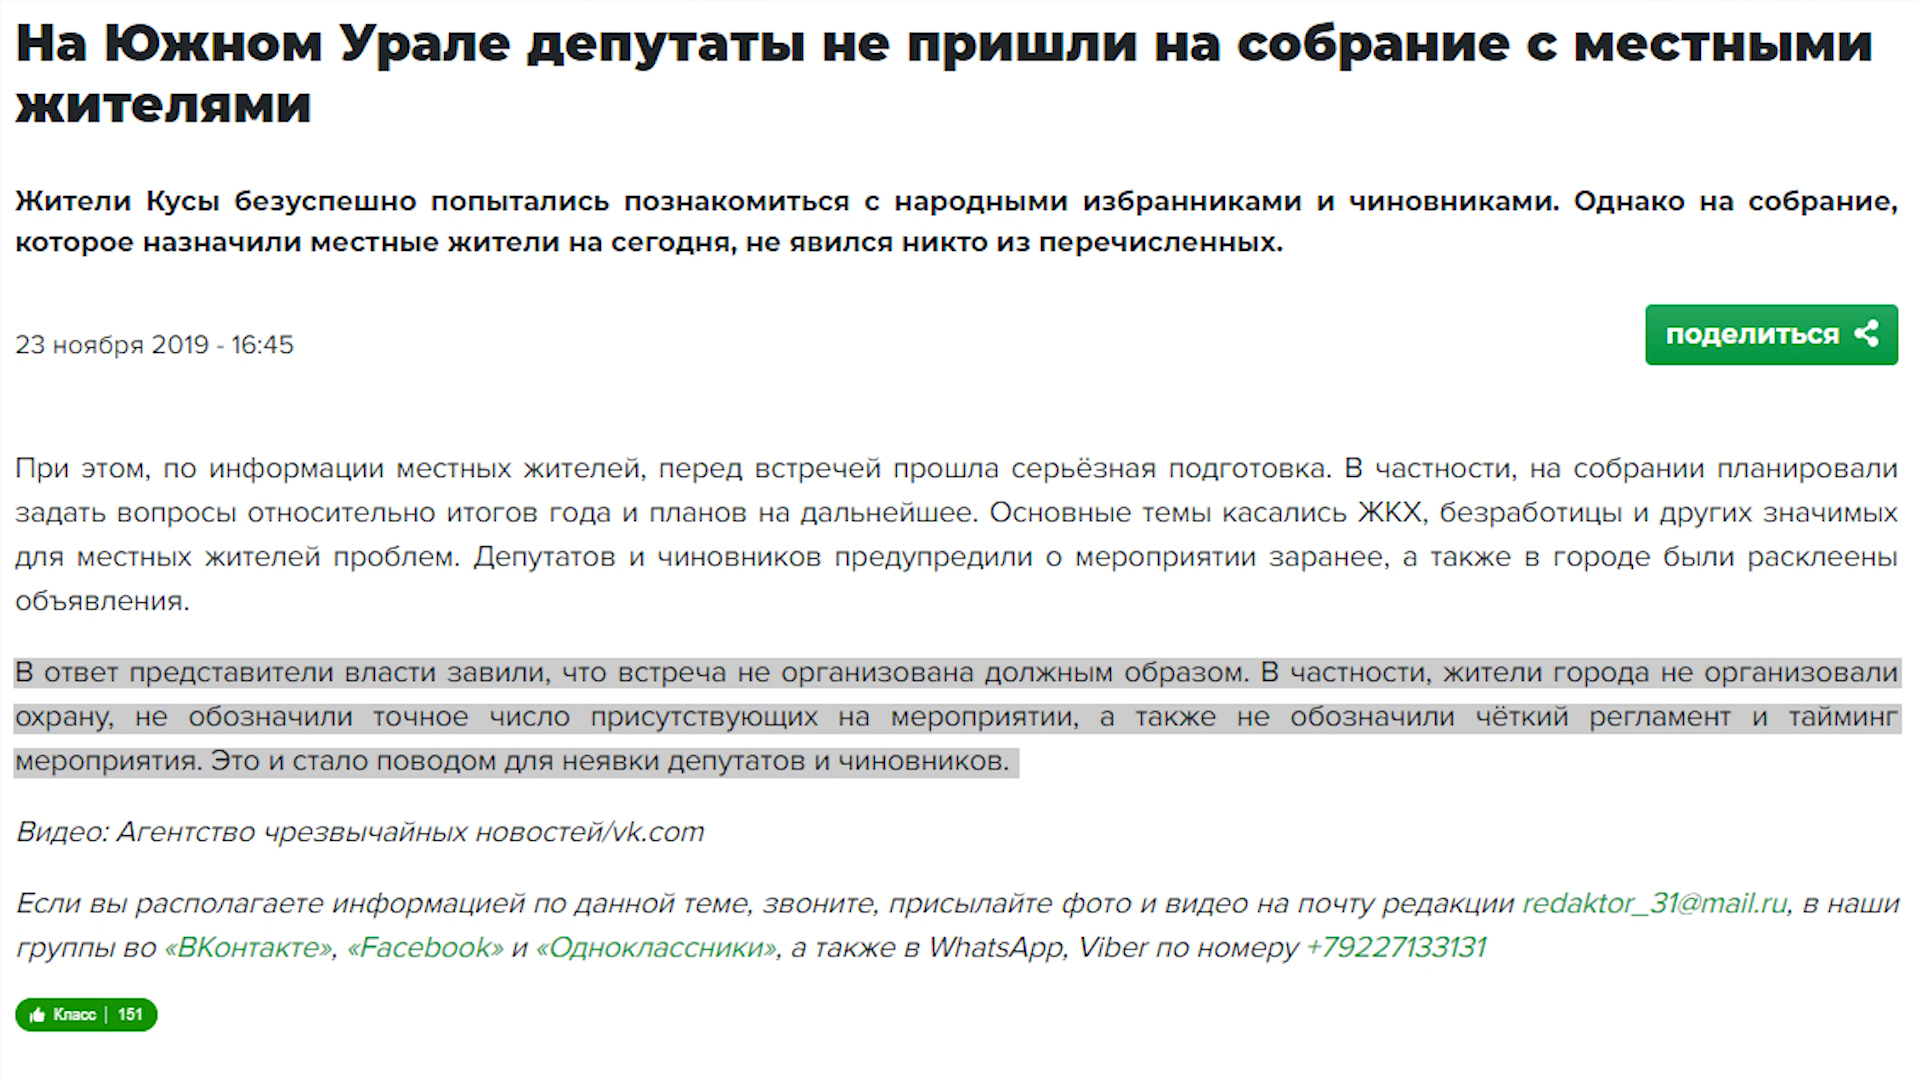 На Южном Урале депутаты не пришли на собрание с местными
жителями
Жители Кусы безуспешно попытались познакомиться с народными избранниками и чиновниками. Однако на собрание,
которое назначили местные жители на сегодня, не явился никто из перечисленных.
23 ноября 2019 - 16:45
поделиться
При этом, по информации местных жителей, перед встречей прошла серьёзная подготовка. В частности, на собрании планировали
задать вопросы относительно итогов года и планов на дальнейшее. Основные темы касались ЖКХ, безработицы и других значимых
для местных жителей проблем. Депутатов и чиновников предупредили о мероприятии заранее, а также в городе были расклеены
объявления.
В ответ представители власти завили, что встреча не организована должным образом. В частности, жители города не организовали
охрану, не обозначили точное число присутствующих на мероприятии, а также не обозначили чёткий регламент и тайминг
мероприятия. Это и стало поводом для неявки депутатов и чиновников.
Видео: Агентство чрезвычайных новостей/vk.com
Если вы располагаете информацией по данной теме, звоните, присылайте фото и видео на почту редакции redaktor_31@mail.ru, в наши
группы во «ВКонтакте», «Facebook» и «Одноклассники», а также в WhatsApp, Viber по номеру +79227133131
Класс | 151